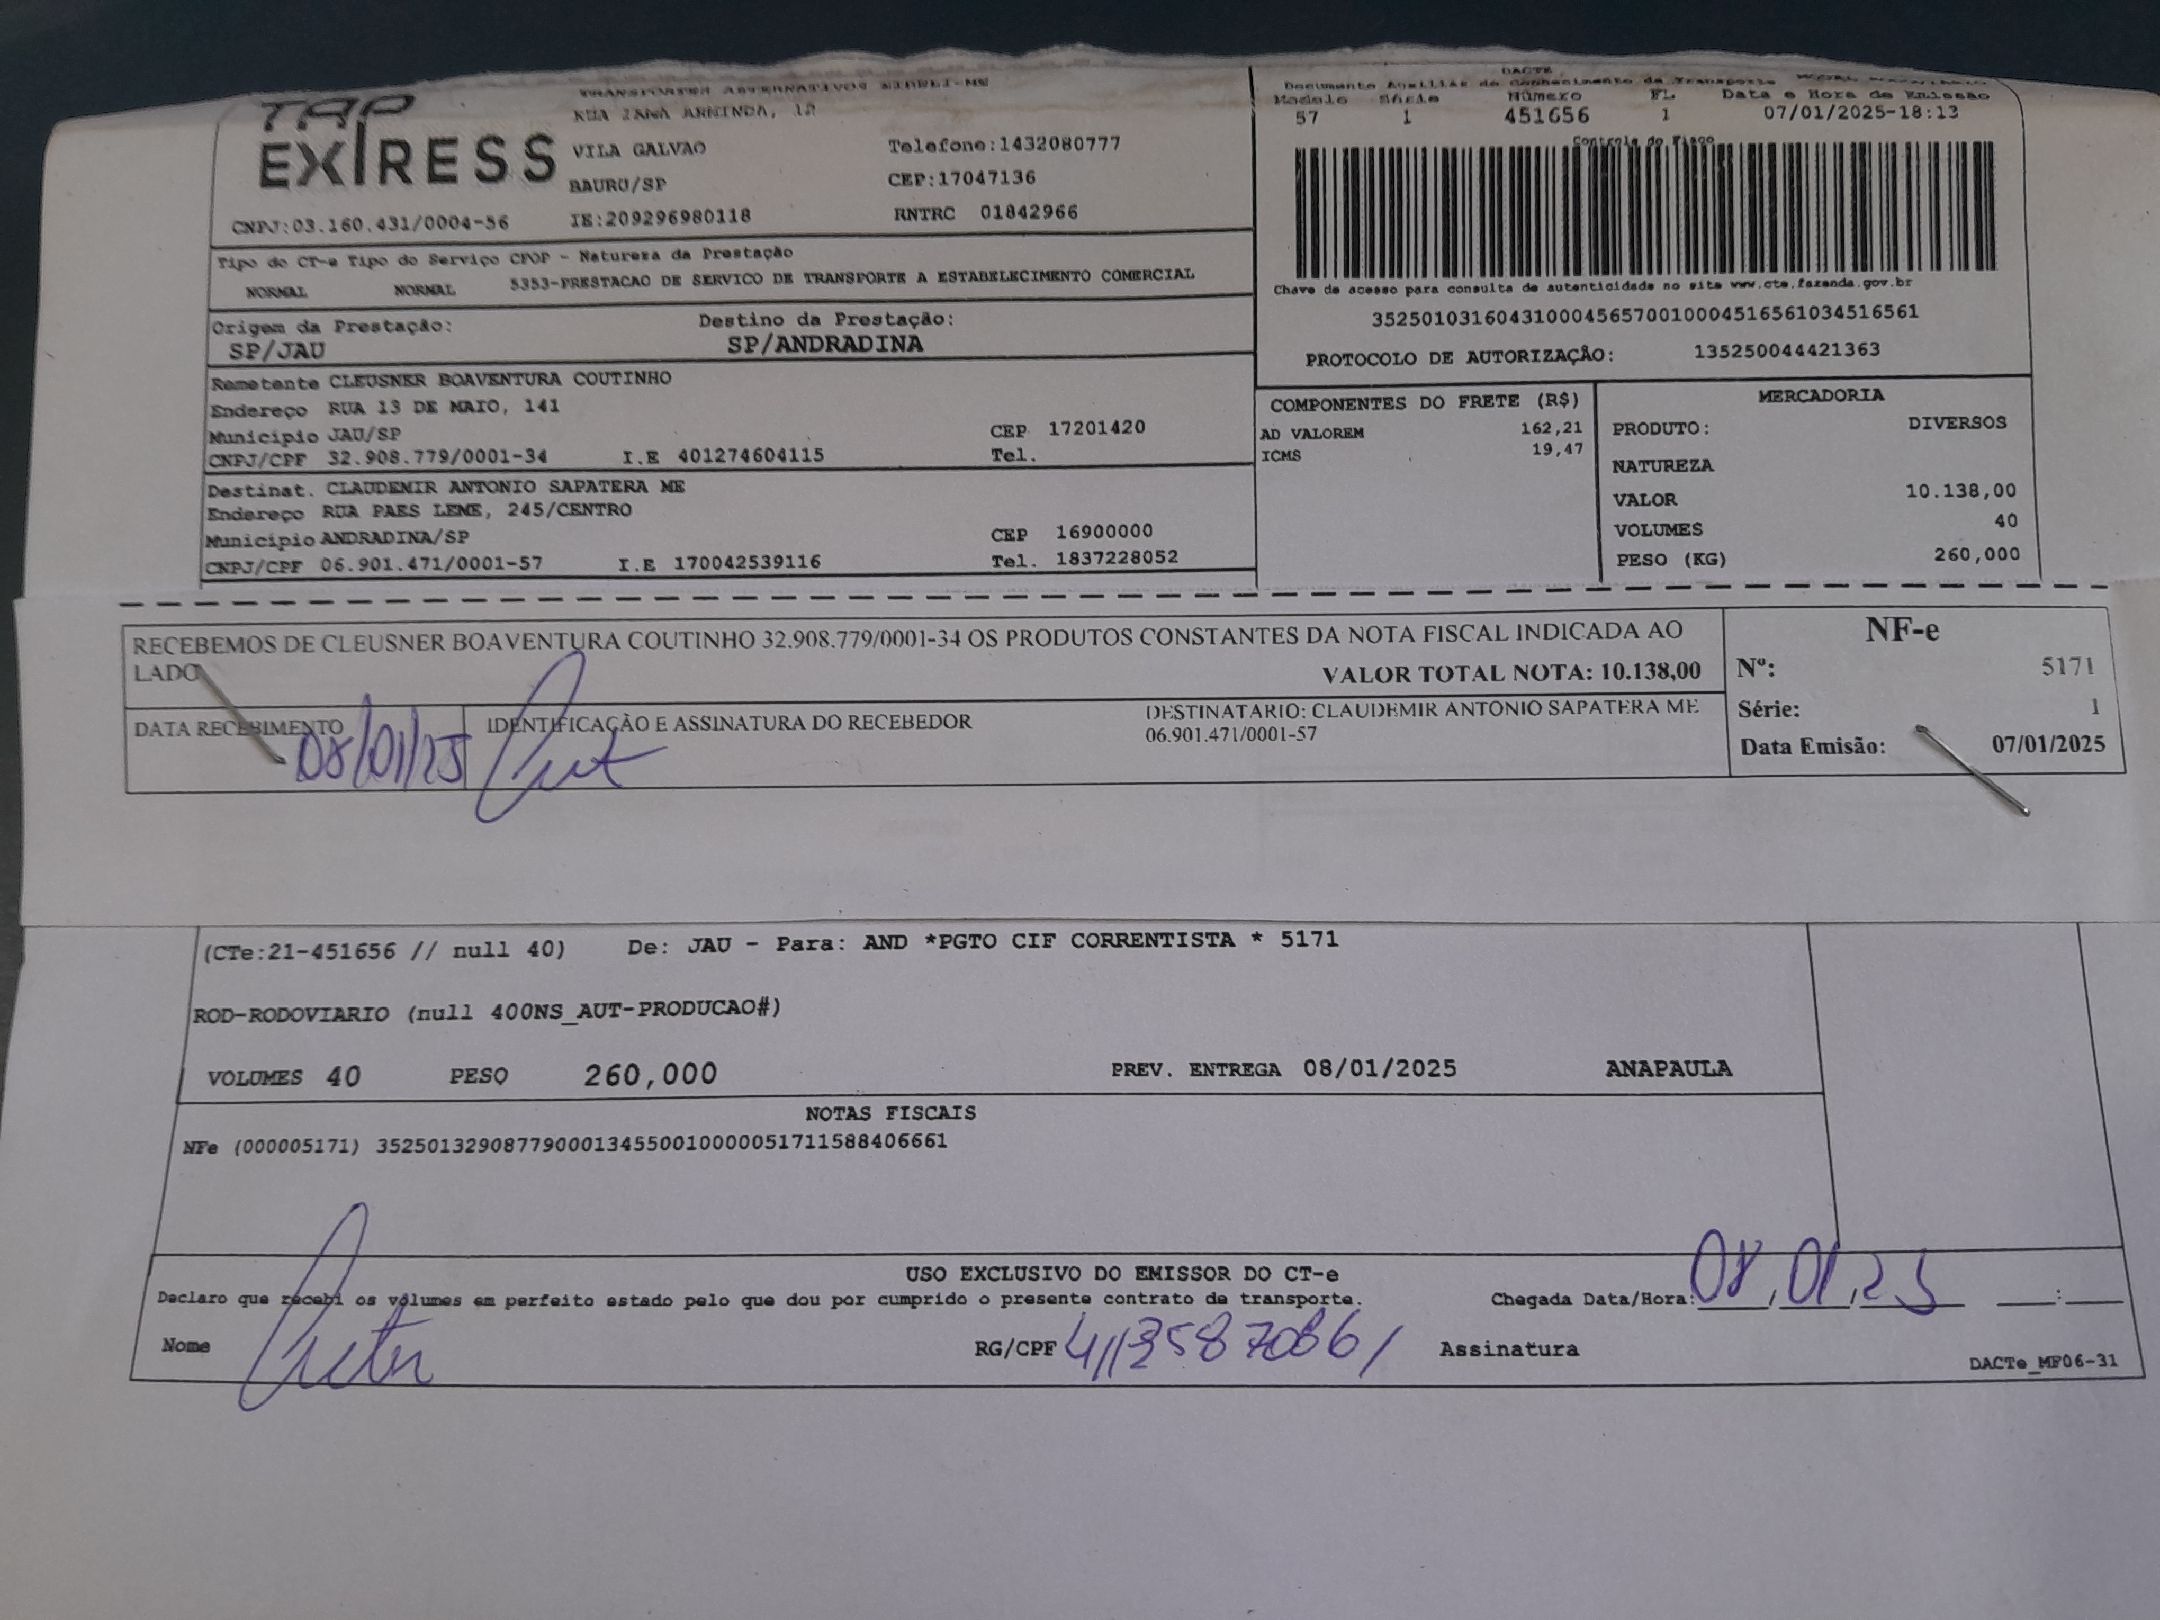 TAP
EXPRESS
TRANSPORTES ALTERNATIVOS EIRELI-ME
VILA GALVAO
BAURU/SP
Telefone:1432080777
CEP:17047136
CNPJ:03.160.431/0004-56
IE:209296980118
RNTRC 01842966
DACTE
Documento Auxiliar do Conhecimento de Transporte
Modelo Série Número FL Data e Hora de Emissão
57 1 451656 1 07/01/2025-18:13
Controle do Fisco
Tipo do CT-e Tipo do Serviço CFOP - Natureza da Prestação
NORMAL NORMAL 5353-PRESTACAO DE SERVICO DE TRANSPORTE A ESTABELECIMENTO COMERCIAL
Chave de acesso para consulta de autenticidade no site www.cte.fazenda.gov.br
35250103160431000456570010004516561034516561
PROTOCOLO DE AUTORIZAÇÃO: 135250044421363
Origem da Prestação: Destino da Prestação:
SP/JAU SP/ANDRADINA
Remetente CLEUSNER BOAVENTURA COUTINHO
Endereço RUA 13 DE MAIO, 141
Município JAU/SP CEP 17201420
CNPJ/CPF 32.908.779/0001-34 I.E 401274604115 Tel.
Destinat. CLAUDEMIR ANTONIO SAPATERA ME
Endereço RUA PAES LEME, 245/CENTRO
Município ANDRADINA/SP CEP 16900000
CNPJ/CPF 06.901.471/0001-57 I.E 170042539116 Tel. 1837228052
COMPONENTES DO FRETE (R$)
AD VALOREM 162,21
ICMS 19,47
MERCADORIA
PRODUTO: DIVERSOS
NATUREZA
VALOR 10.138,00
VOLUMES 40
PESO (KG) 260,000
RECEBEMOS DE CLEUSNER BOAVENTURA COUTINHO 32.908.779/0001-34 OS PRODUTOS CONSTANTES DA NOTA FISCAL INDICADA AO
LADO
VALOR TOTAL NOTA: 10.138,00
DATA RECEBIMENTO
08/01/25
IDENTIFICAÇÃO E ASSINATURA DO RECEBEDOR
DESTINATARIO: CLAUDEMIR ANTONIO SAPATERA ME
06.901.471/0001-57
NF-e
Nº: 5171
Série: 1
Data Emisão: 07/01/2025
(CTe:21-451656 // null 40) De: JAU - Para: AND *PGTO CIF CORRENTISTA * 5171
ROD-RODOVIARIO (null 400NS_AUT-PRODUCAO#)
VOLUMES 40 PESO 260,000 PREV. ENTREGA 08/01/2025 ANAPAULA
NOTAS FISCAIS
NFe (000005171) 35250132908779000134550010000051711588406661
USO EXCLUSIVO DO EMISSOR DO CT-e
Declaro que recebi os volumes em perfeito estado pelo que dou por cumprido o presente contrato de transporte.
Chegada Data/Hora: 08,01,25 :
Nome RG/CPF Assinatura
DACTe_MF06-31